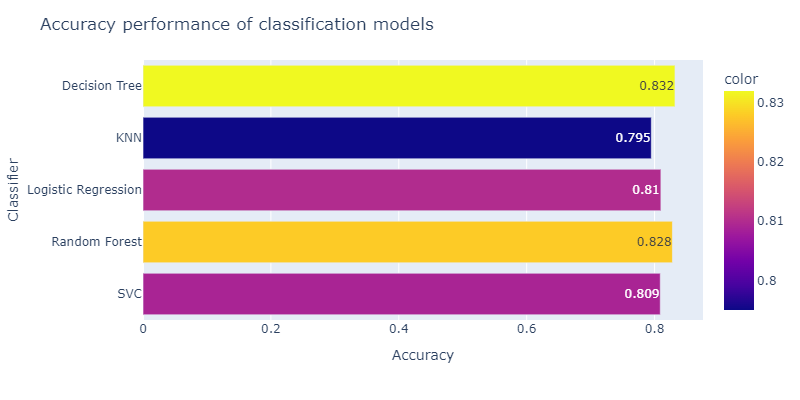 Accuracy performance of classification models
Classifier
Decision Tree 0.832
KNN 0.795
Logistic Regression 0.81
Random Forest 0.828
SVC 0.809
0 0.2 0.4 0.6 0.8
Accuracy
color
0.83
0.82
0.81
0.8